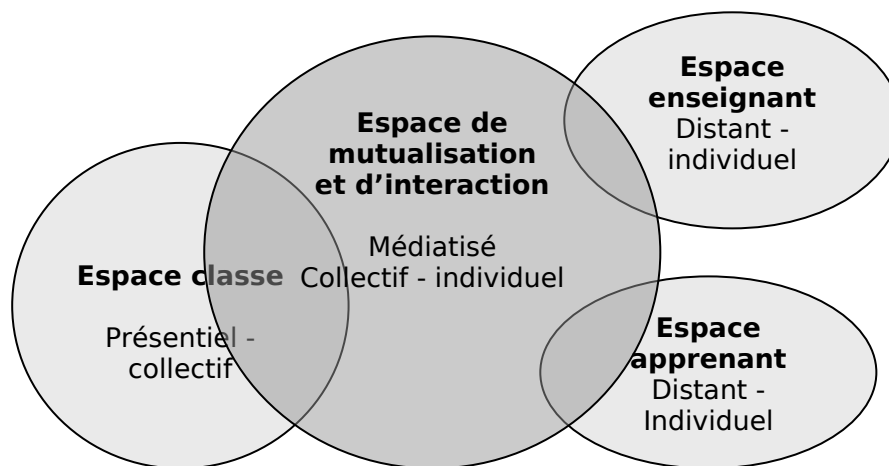 Espace classe
Présentiel -
collectif
Espace de
mutualisation
et d’interaction
Médiatisé
Collectif - individuel
Espace
enseignant
Distant -
individuel
Espace
apprenant
Distant -
Individuel